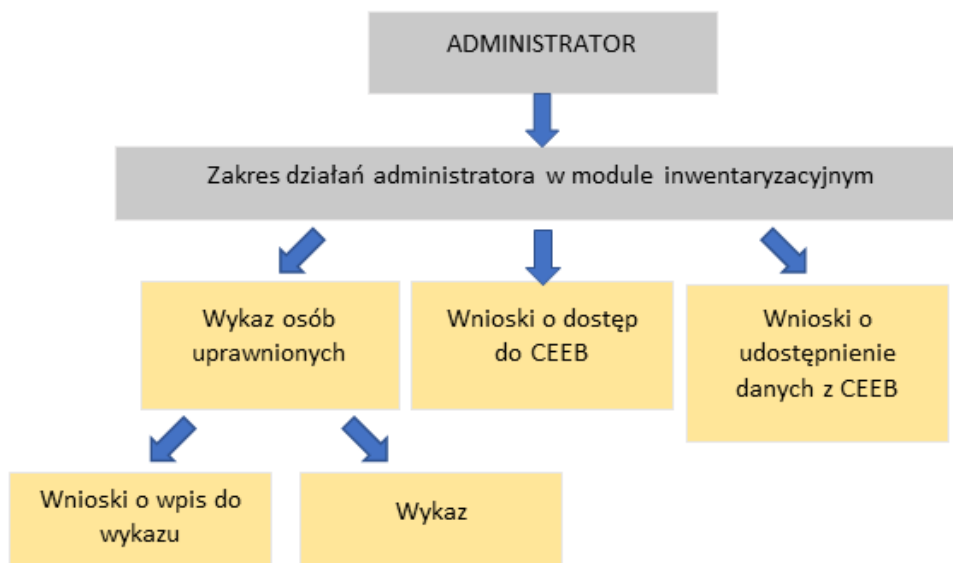 ADMINISTRATOR
Zakres działań administratora w module inwentaryzacyjnym
Wykaz osób
uprawnionych
Wnioski o dostęp
do CEEB
Wnioski o
udostępnienie
danych z CEEB
Wnioski o wpis do
wykazu
Wykaz